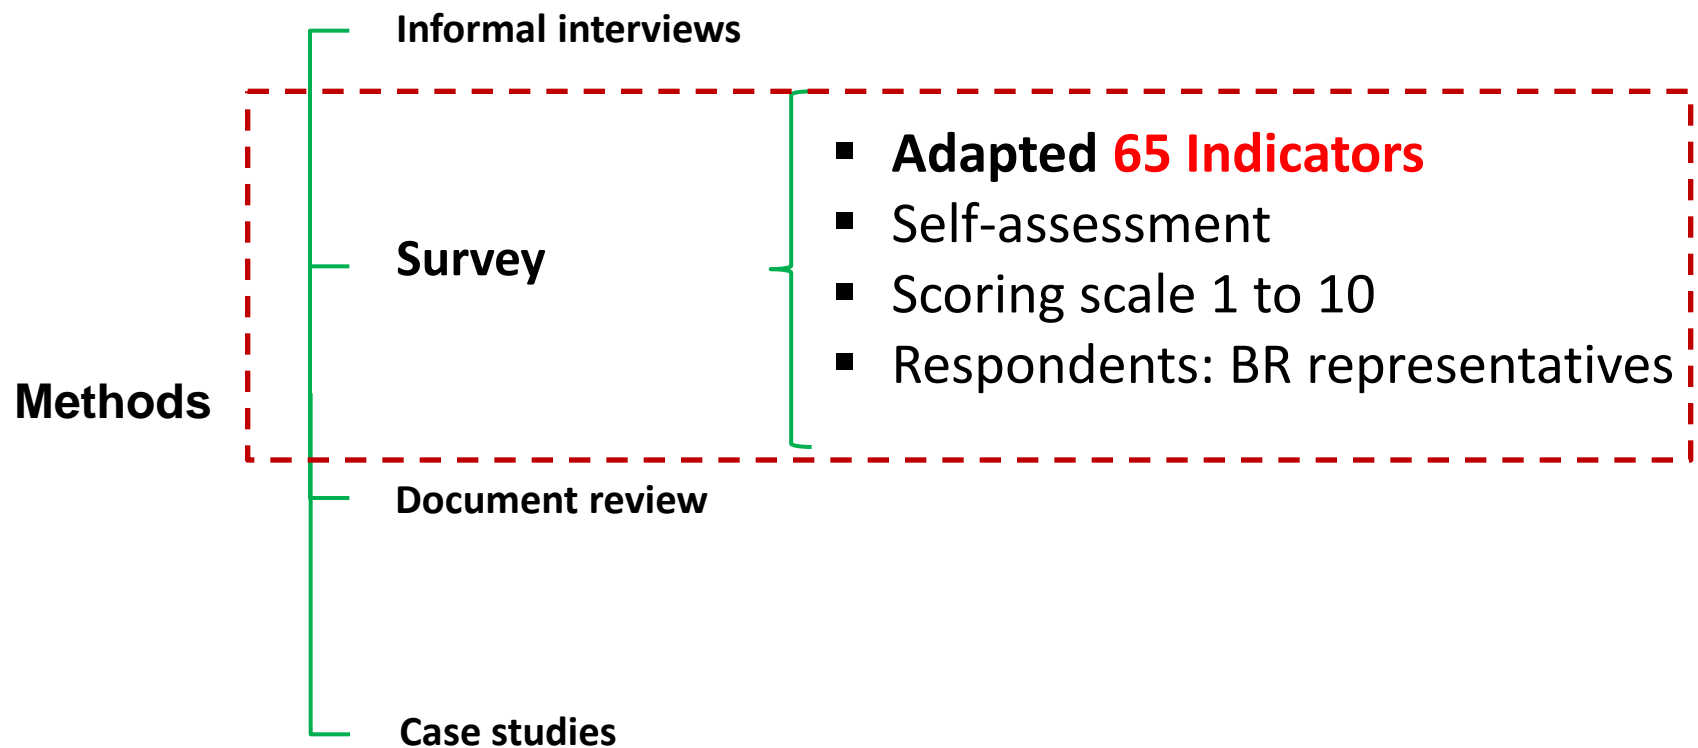 Informal interviews
▪ Adapted 65 Indicators
▪ Self-assessment
Survey
▪ Scoring scale 1 to 10
▪ Respondents: BR representatives
Methods
Document review
Case studies